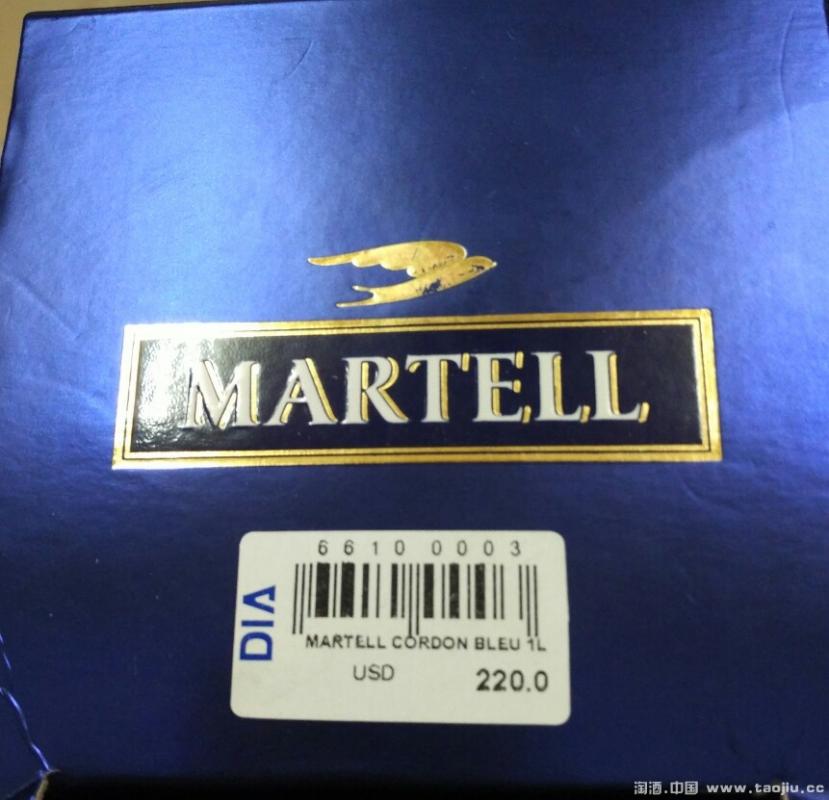 MARTELL
6610 0003
DIA
MARTELL CORDON BLEU 1L
USD 220.0
淘酒.中国 www.taojiu.cc